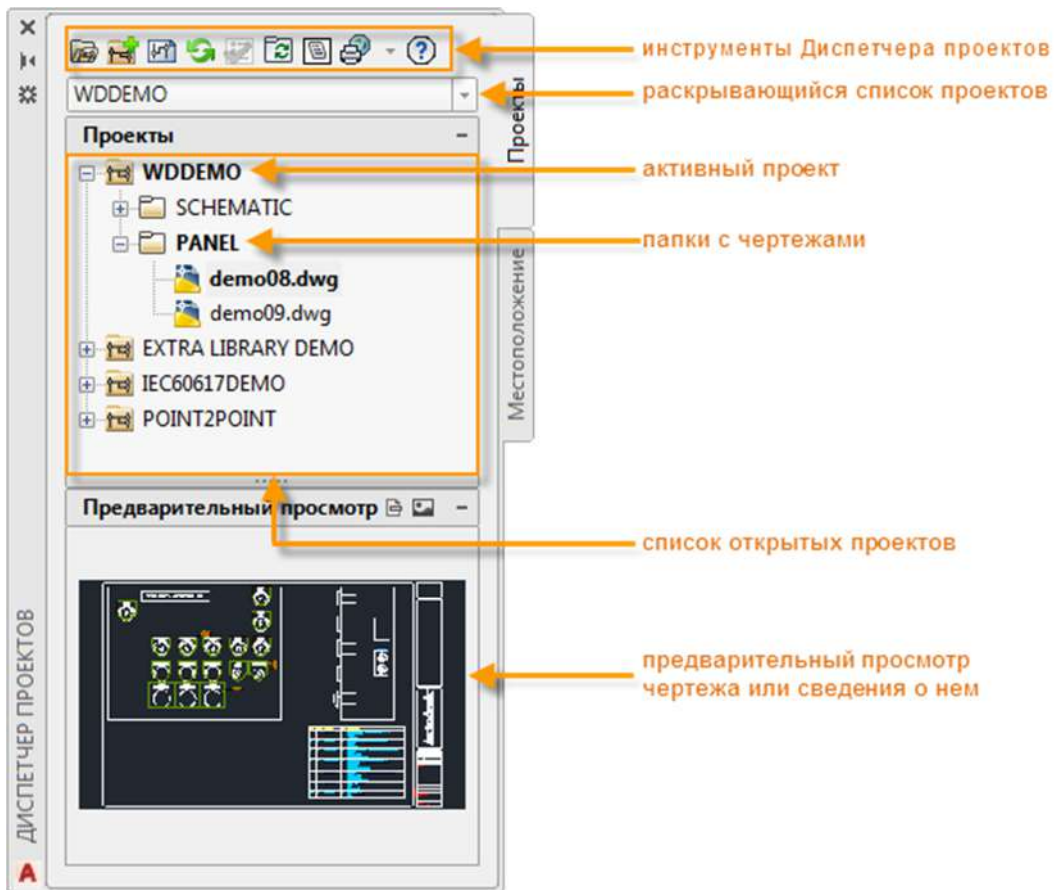 инструменты Диспетчера проектов
WDDEMO
раскрывающийся список проектов
Проекты
Проекты
WDDEMO
активный проект
SCHEMATIC
PANEL
папки с чертежами
demo08.dwg
demo09.dwg
Местоположение
EXTRA LIBRARY DEMO
IEC60617DEMO
POINT2POINT
Предварительный просмотр
список открытых проектов
предварительный просмотр
чертежа или сведения о нем
ДИСПЕТЧЕР ПРОЕКТОВ
A